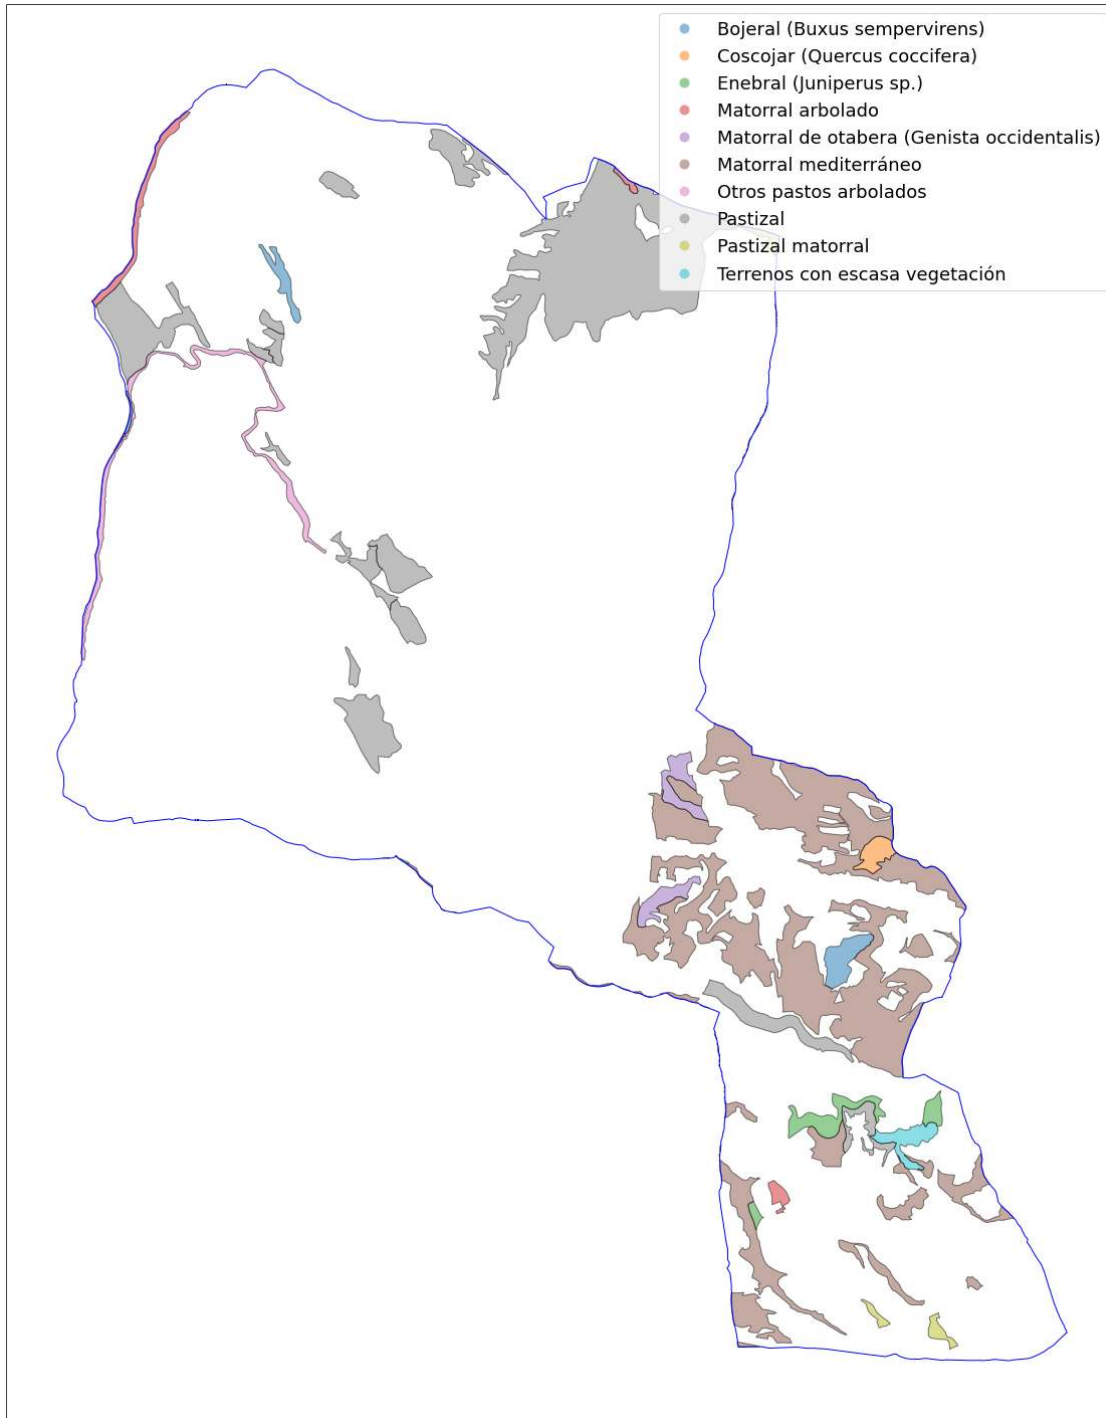 Bojeral (Buxus sempervirens)
Coscojar (Quercus coccifera)
Enebral (Juniperus sp.)
Matorral arbolado
Matorral de otabera (Genista occidentalis)
Matorral mediterráneo
Otros pastos arbolados
Pastizal
Pastizal matorral
Terrenos con escasa vegetación